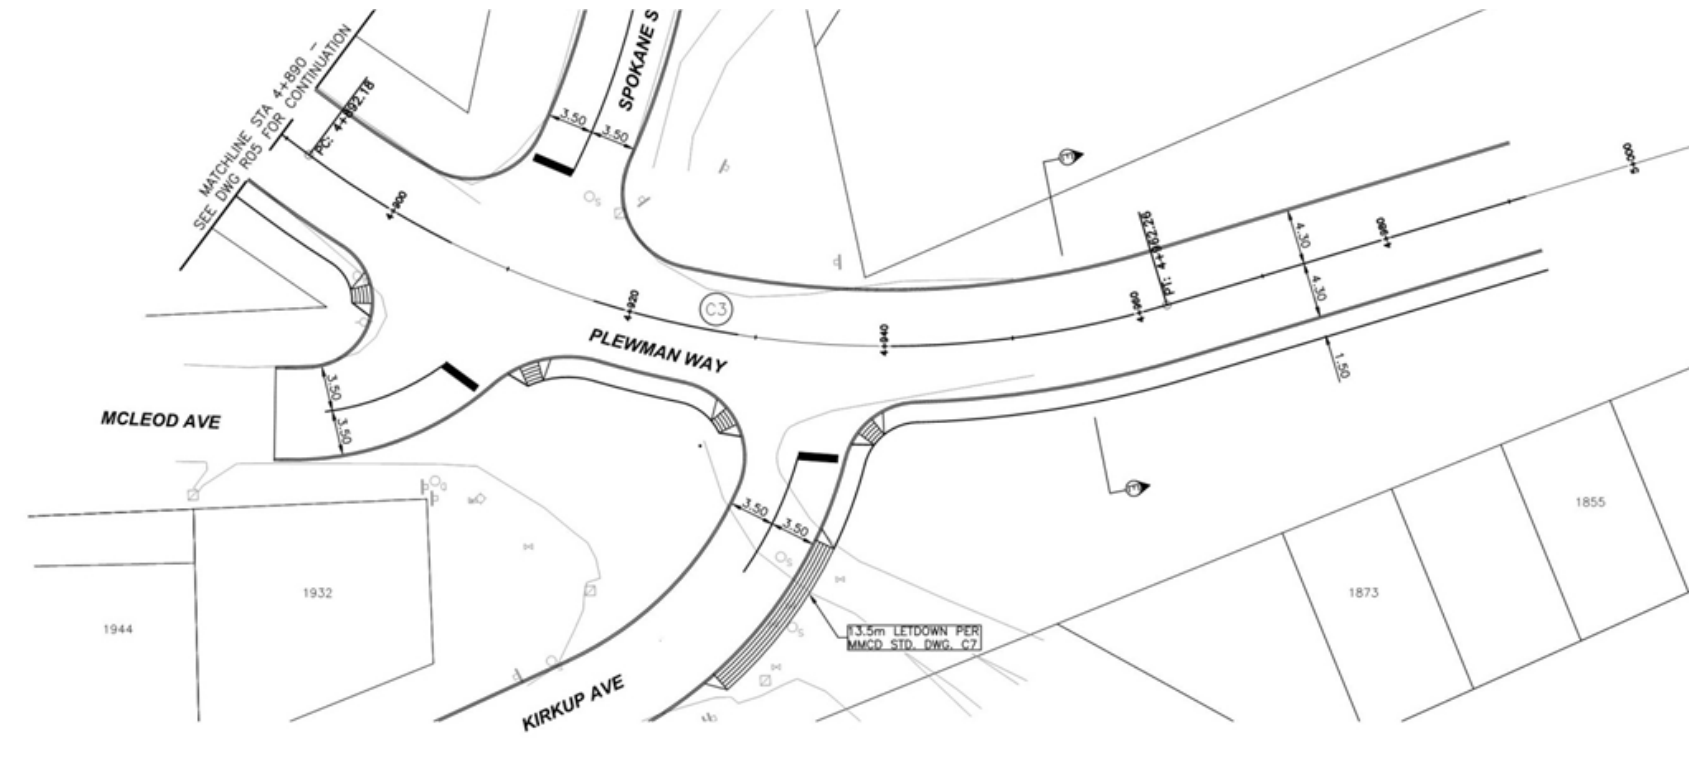 MATCHLINE STA 4+890 –
SEE DWG R05 FOR CONTINUATION
PC: 4+892.18
SPOKANE S
3.50
3.50
4+900
4+920
C3
PLEWMAN WAY
4+940
4+960
PT: 4+962.26
4.30
4.30
4+980
5+000
1.50
E
E
MCLEOD AVE
3.50
3.50
3.50
3.50
13.5m LETDOWN PER
MMCD STD. DWG. C7
KIRKUP AVE
1944
1932
1873
1855